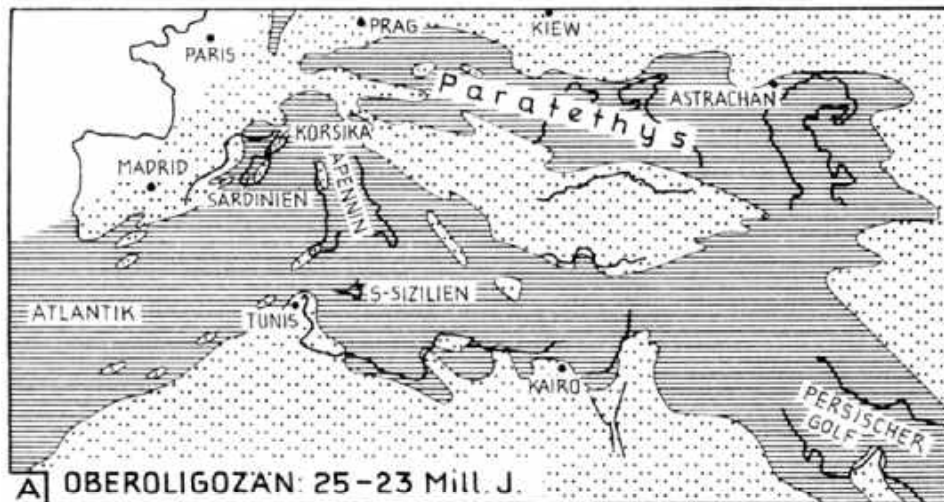 PRAG
KIEW
PARIS
Paratethys
ASTRACHAN
KORSIKA
MADRID
APENNIN
SARDINIEN
S-SIZILIEN
ATLANTIK
TUNIS
KAIRO
PERSISCHER
GOLF
A OBEROLIGOZÄN: 25-23 Mill. J.